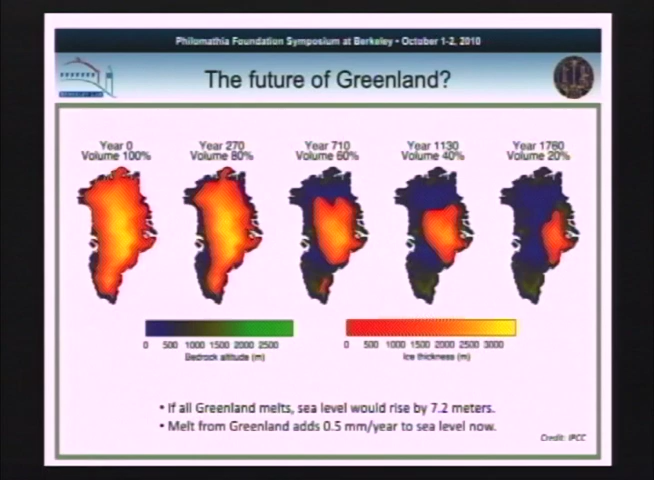 Philomathia Foundation Symposium at Berkeley • October 1-2, 2010
BERKELEY LAB
The future of Greenland?
Year 0
Volume 100%
Year 270
Volume 80%
Year 710
Volume 60%
Year 1130
Volume 40%
Year 1760
Volume 20%
0 500 1000 1500 2000 2500
Bedrock altitude (m)
0 500 1000 1500 2000 2500 3000
Ice thickness (m)
• If all Greenland melts, sea level would rise by 7.2 meters.
• Melt from Greenland adds 0.5 mm/year to sea level now.
Credit: IPCC